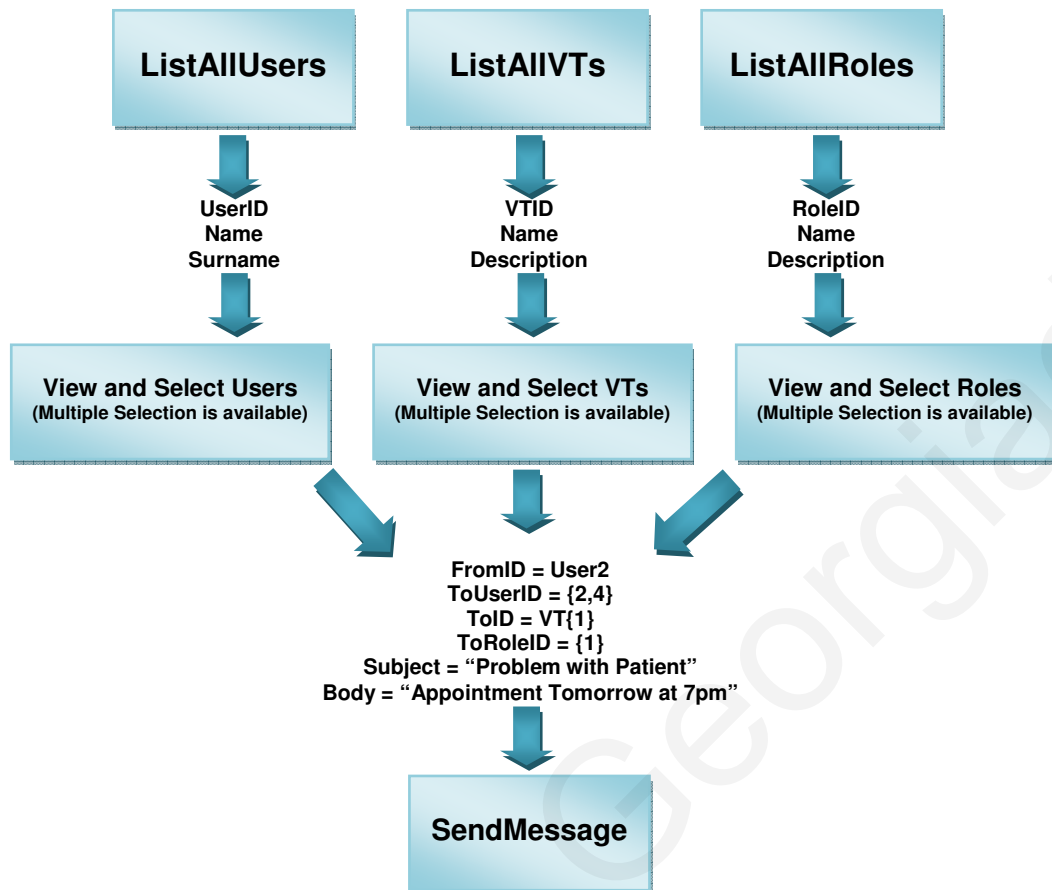 ListAllUsers
ListAllVTs
ListAllRoles
UserID
Name
Surname
VTID
Name
Description
RoleID
Name
Description
View and Select Users
(Multiple Selection is available)
View and Select VTs
(Multiple Selection is available)
View and Select Roles
(Multiple Selection is available)
FromID = User2
ToUserID = {2,4}
ToID = VT{1}
ToRoleID = {1}
Subject = “Problem with Patient”
Body = “Appointment Tomorrow at 7pm”
SendMessage